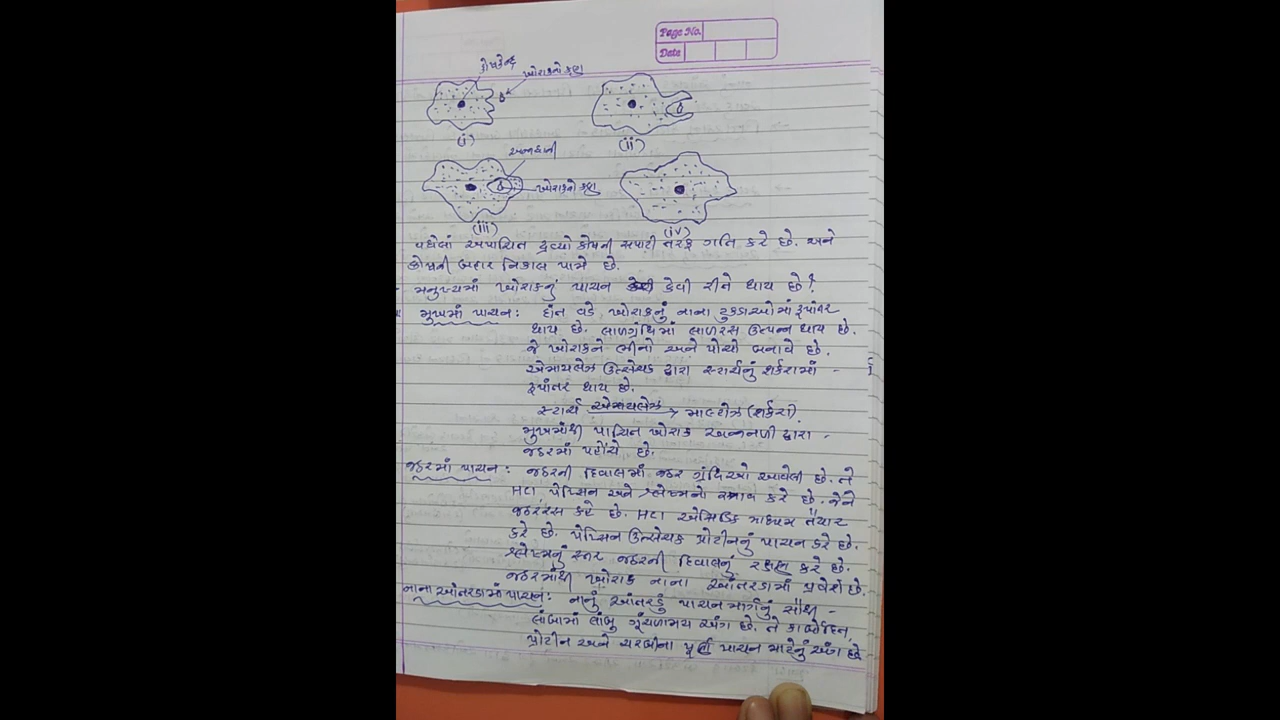 Page No.
Date
કોષકેન્દ્ર
ખોરાકનો કણ
(i)
(ii)
અન્નધાની
ખોરાકનો કણ
(iii)
(iv)
પહેલાં અપાચિત દ્રવ્યો કોષની સપાટી તરફ ગતિ કરે છે. અને
કોષની બહાર નિકાલ પામે છે.
- મનુષ્યમાં ખોરાકનું પાચન કેવી રીતે થાય છે?
મુખમાં પાચન: દાંત વડે ખોરાકનું નાના ટુકડાઓમાં રૂપાંતર
થાય છે. લાળગ્રંથિમાં લાળરસ ઉત્પન્ન થાય છે.
જે ખોરાકને ભીનો અને પોચો બનાવે છે.
એમાયલેઝ ઉત્સેચક દ્વારા સ્ટાર્ચનું શર્કરામાં -
રૂપાંતર થાય છે.
સ્ટાર્ચ એમાયલેઝ → માલ્ટોઝ (શર્કરા).
મુખમાંથી પાચિત ખોરાક અન્નનળી દ્વારા -
જઠરમાં પહોંચે છે.
જઠરમાં પાચન: જઠરની દિવાલમાં જઠર ગ્રંથિઓ આવેલી છે. તે
HCl, પેપ્સિન અને શ્લેષ્મનો સ્ત્રાવ કરે છે. જેને
જઠરરસ કહે છે. HCl એસિડિક માધ્યમ તૈયાર
કરે છે. પેપ્સિન ઉત્સેચક પ્રોટીનનું પાચન કરે છે.
શ્લેષ્મનું સ્તર જઠરની દિવાલનું રક્ષણ કરે છે.
જઠરમાંથી ખોરાક નાના આંતરડામાં પ્રવેશે છે.
નાના આંતરડામાં પાચન: નાનું આંતરડું પાચનમાર્ગનું સૌથી -
લાંબામાં લાંબુ ગૂંચળામય અંગ છે. તે કાર્બોદિત,
પ્રોટીન અને ચરબીના પૂર્ણ પાચન માટેનું અંગ છે